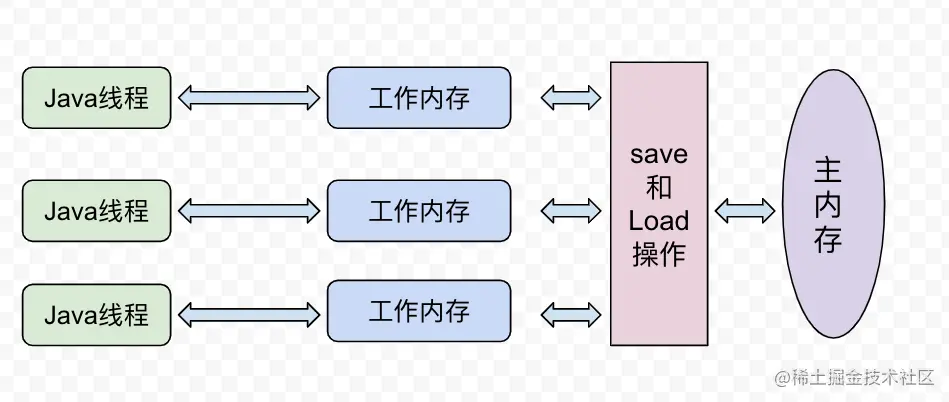 Java线程
工作内存
Java线程
工作内存
Java线程
工作内存
save
和
Load
操作
主
内
存
@稀土掘金技术社区